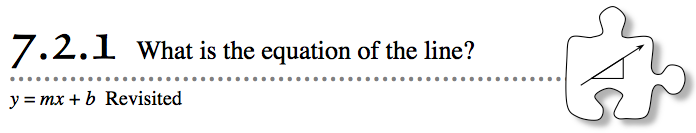 7.2.1 What is the equation of the line?
y = mx + b Revisited